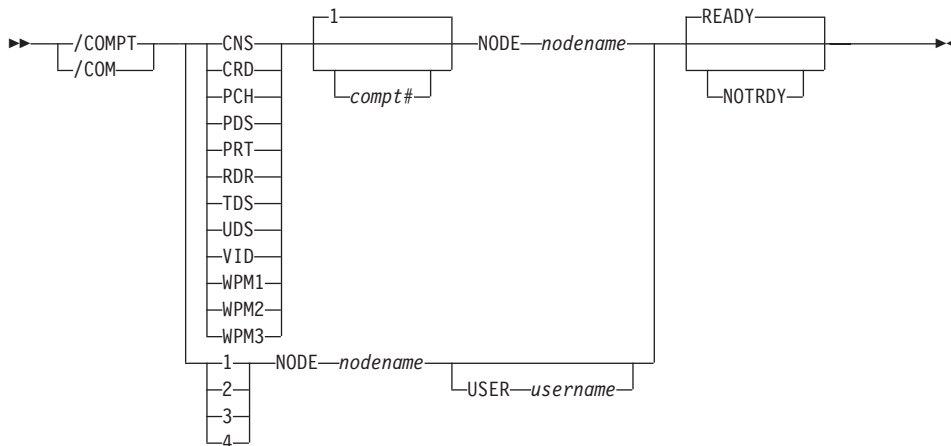 1 READY
/COMPT CNS NODE nodename
/COM CRD compt# NOTRDY
PCH
PDS
PRT
RDR
TDS
UDS
VID
WPM1
WPM2
WPM3
1 NODE nodename
2 USER username
3
4